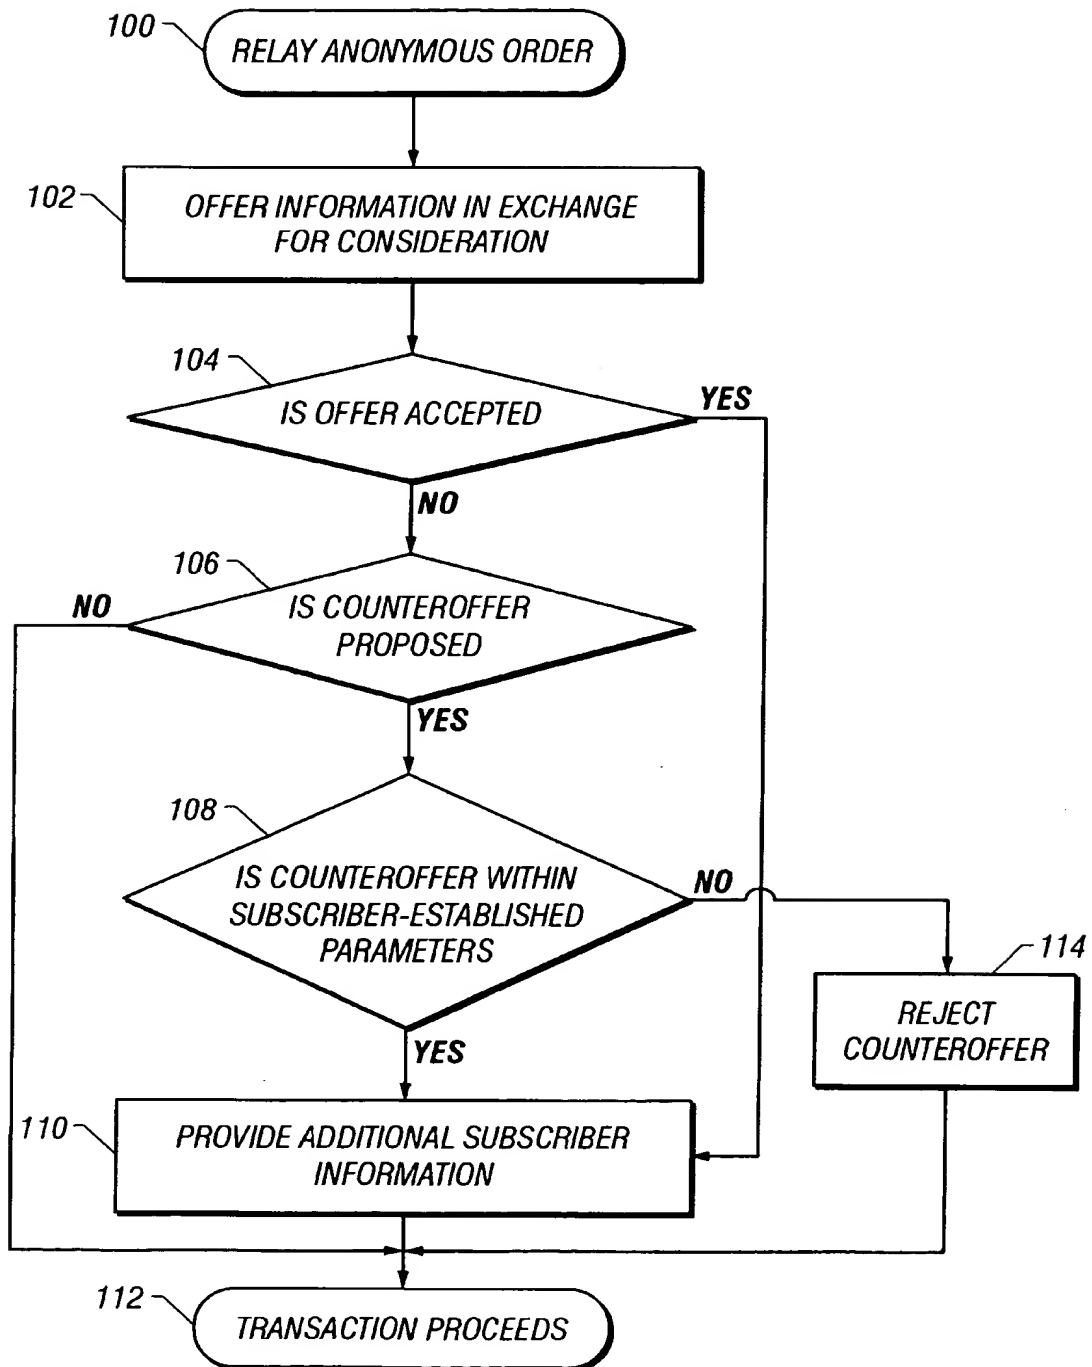 100
RELAY ANONYMOUS ORDER
102
OFFER INFORMATION IN EXCHANGE
FOR CONSIDERATION
104
IS OFFER ACCEPTED
YES
NO
106
IS COUNTEROFFER
PROPOSED
NO
YES
108
IS COUNTEROFFER WITHIN
SUBSCRIBER-ESTABLISHED
PARAMETERS
NO
YES
114
REJECT
COUNTEROFFER
110
PROVIDE ADDITIONAL SUBSCRIBER
INFORMATION
112
TRANSACTION PROCEEDS